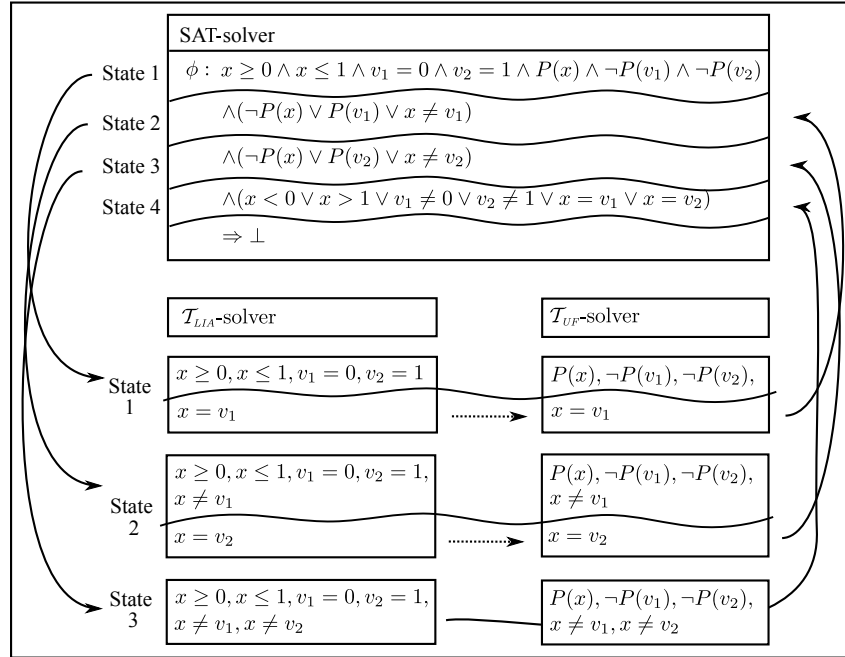 SAT-solver
State 1
ϕ : x ≥ 0 ∧ x ≤ 1 ∧ v₁ = 0 ∧ v₂ = 1 ∧ P(x) ∧ ¬P(v₁) ∧ ¬P(v₂)
State 2
∧(¬P(x) ∨ P(v₁) ∨ x ≠ v₁)
State 3
∧(¬P(x) ∨ P(v₂) ∨ x ≠ v₂)
State 4
∧(x < 0 ∨ x > 1 ∨ v₁ ≠ 0 ∨ v₂ ≠ 1 ∨ x = v₁ ∨ x = v₂)
⇒ ⊥
𝒯_LIA-solver
𝒯_UF-solver
State
1
x ≥ 0, x ≤ 1, v₁ = 0, v₂ = 1
x = v₁
P(x), ¬P(v₁), ¬P(v₂),
x = v₁
State
2
x ≥ 0, x ≤ 1, v₁ = 0, v₂ = 1,
x ≠ v₁
x = v₂
P(x), ¬P(v₁), ¬P(v₂),
x ≠ v₁
x = v₂
State
3
x ≥ 0, x ≤ 1, v₁ = 0, v₂ = 1,
x ≠ v₁, x ≠ v₂
P(x), ¬P(v₁), ¬P(v₂),
x ≠ v₁, x ≠ v₂